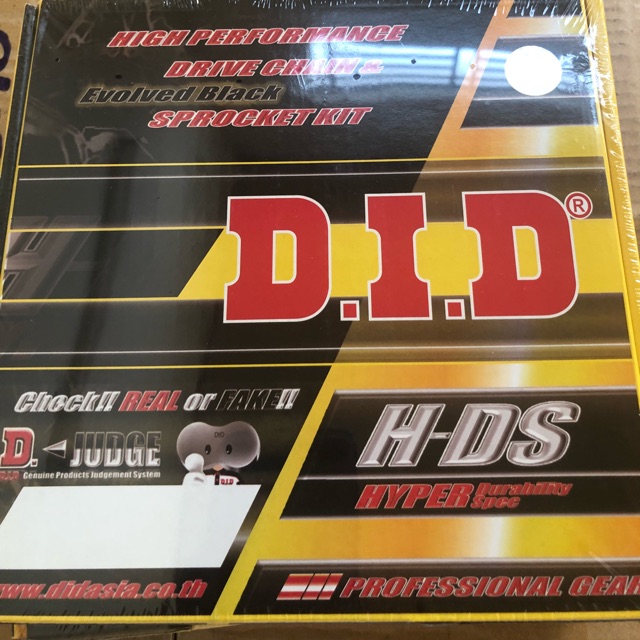 HIGH PERFORMANCE
DRIVE CHAIN &
Evolved Black
SPROCKET KIT
D.I.D®
Check!! REAL or FAKE!!
D. JUDGE
D.I.D Genuine Products Judgement System
D.I.D
H-DS
HYPER Durability Spec
www.didasia.co.th
PROFESSIONAL GEAR